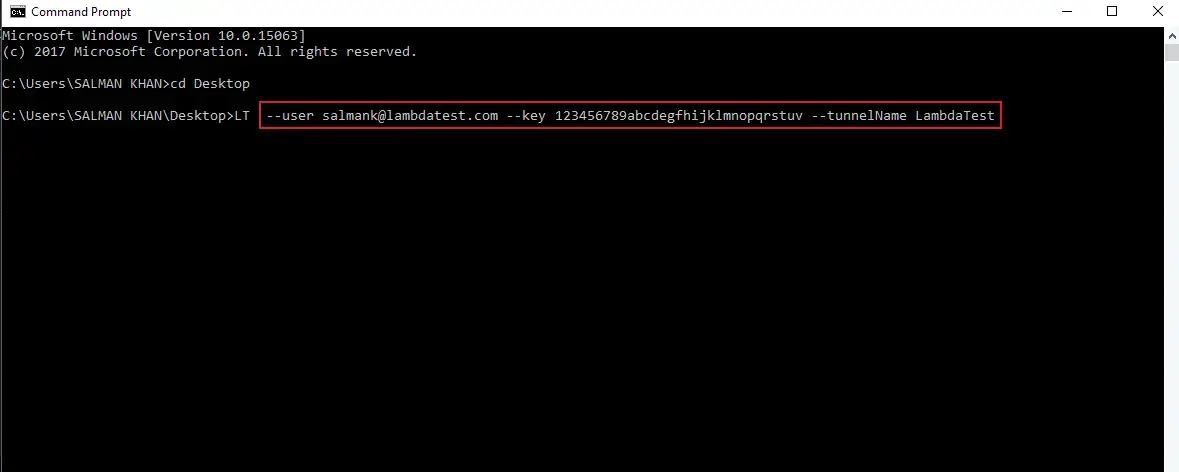 Command Prompt
Microsoft Windows [Version 10.0.15063]
(c) 2017 Microsoft Corporation. All rights reserved.
C:\Users\SALMAN KHAN>cd Desktop
C:\Users\SALMAN KHAN\Desktop>LT --user salmank@lambdatest.com --key 123456789abcdegfhijklmnopqrstuv --tunnelName LambdaTest